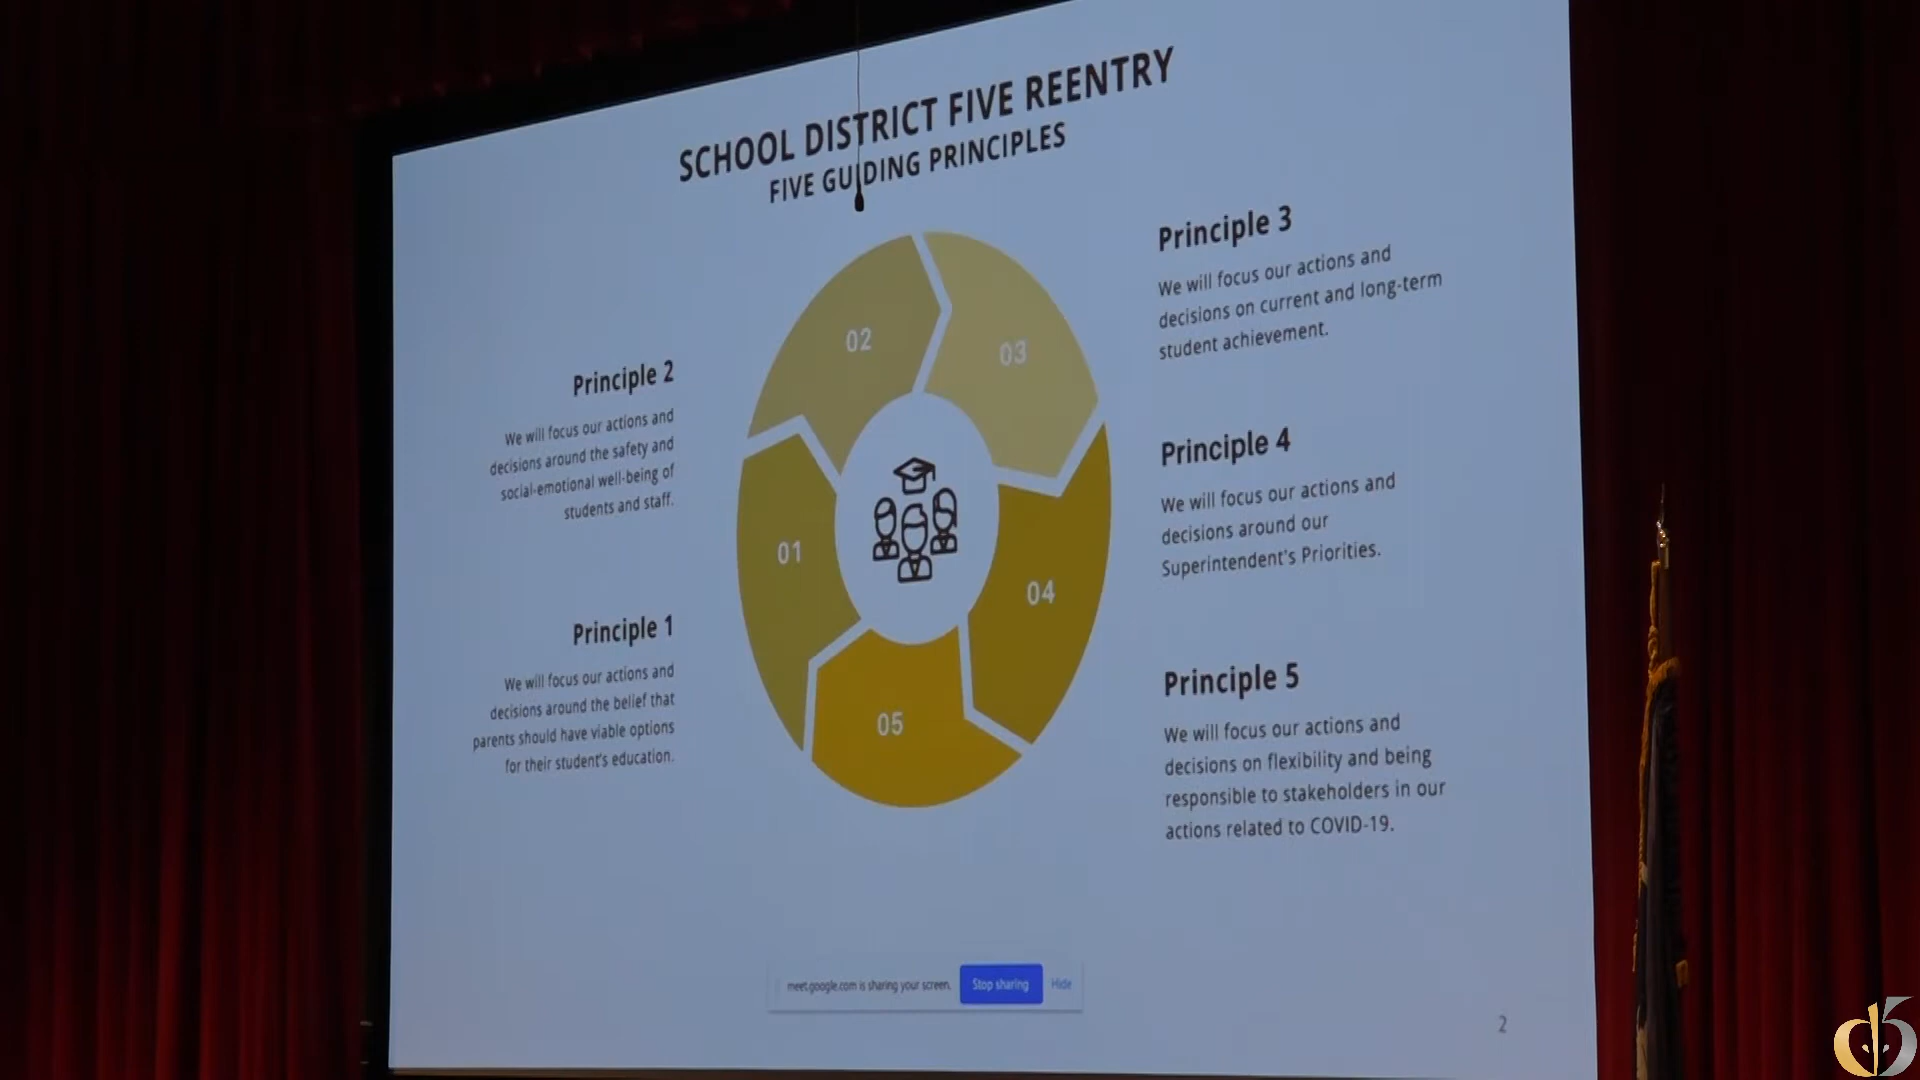 SCHOOL DISTRICT FIVE REENTRY
FIVE GUIDING PRINCIPLES
Principle 2
We will focus our actions and
decisions around the safety and
social-emotional well-being of
students and staff.
Principle 1
We will focus our actions and
decisions around the belief that
parents should have viable options
for their student's education.
02
03
01
04
05
Principle 3
We will focus our actions and
decisions on current and long-term
student achievement.
Principle 4
We will focus our actions and
decisions around our
Superintendent's Priorities.
Principle 5
We will focus our actions and
decisions on flexibility and being
responsible to stakeholders in our
actions related to COVID-19.
meet.google.com is sharing your screen. Stop sharing Hide
2
d5